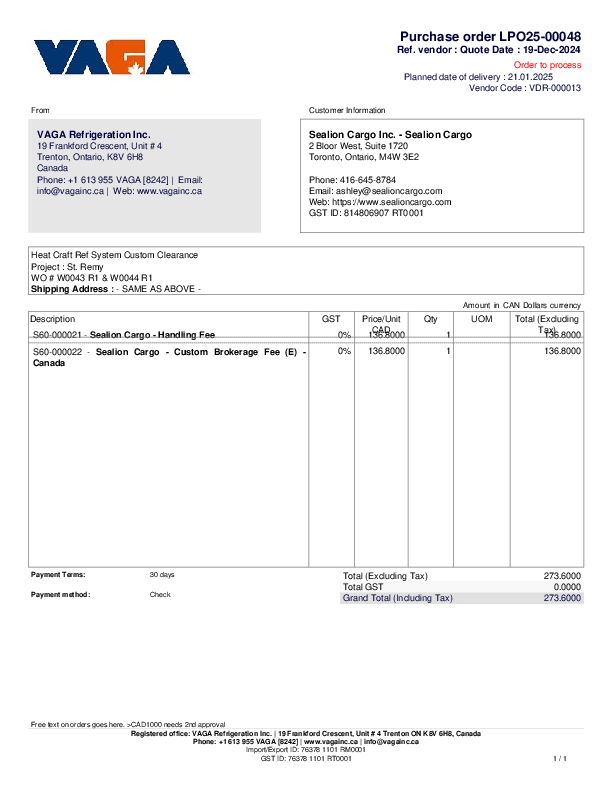 VAGA
Purchase order LPO25-00048
Ref. vendor : Quote Date : 19-Dec-2024
Order to process
Planned date of delivery : 21.01.2025
Vendor Code : VDR-000013
From
Customer Information
VAGA Refrigeration Inc.
19 Frankford Crescent, Unit # 4
Trenton, Ontario, K8V 6H8
Canada
Phone: +1 613 955 VAGA [8242] | Email:
info@vagainc.ca | Web: www.vagainc.ca
Sealion Cargo Inc. - Sealion Cargo
2 Bloor West, Suite 1720
Toronto, Ontario, M4W 3E2
Phone: 416-645-8784
Email: ashley@sealioncargo.com
Web: https://www.sealioncargo.com
GST ID: 814806907 RT0001
Heat Craft Ref System Custom Clearance
Project : St. Remy
WO # W0043 R1 & W0044 R1
Shipping Address : - SAME AS ABOVE -
Amount in CAN Dollars currency
Description GST Price/Unit CAD Qty UOM Total (Excluding Tax)
S60-000021 - Sealion Cargo - Handling Fee 0% 136.8000 1 136.8000
S60-000022 - Sealion Cargo - Custom Brokerage Fee (E) - 0% 136.8000 1 136.8000
Canada
Payment Terms: 30 days
Payment method: Check
Total (Excluding Tax) 273.6000
Total GST 0.0000
Grand Total (Including Tax) 273.6000
Free text on orders goes here. >CAD1000 needs 2nd approval
Registered office: VAGA Refrigeration Inc. | 19 Frankford Crescent, Unit # 4 Trenton ON K8V 6H8, Canada
Phone: +1 613 955 VAGA [8242] | www.vagainc.ca | info@vagainc.ca
Import/Export ID: 76378 1101 RM0001
GST ID: 76378 1101 RT0001
1 / 1